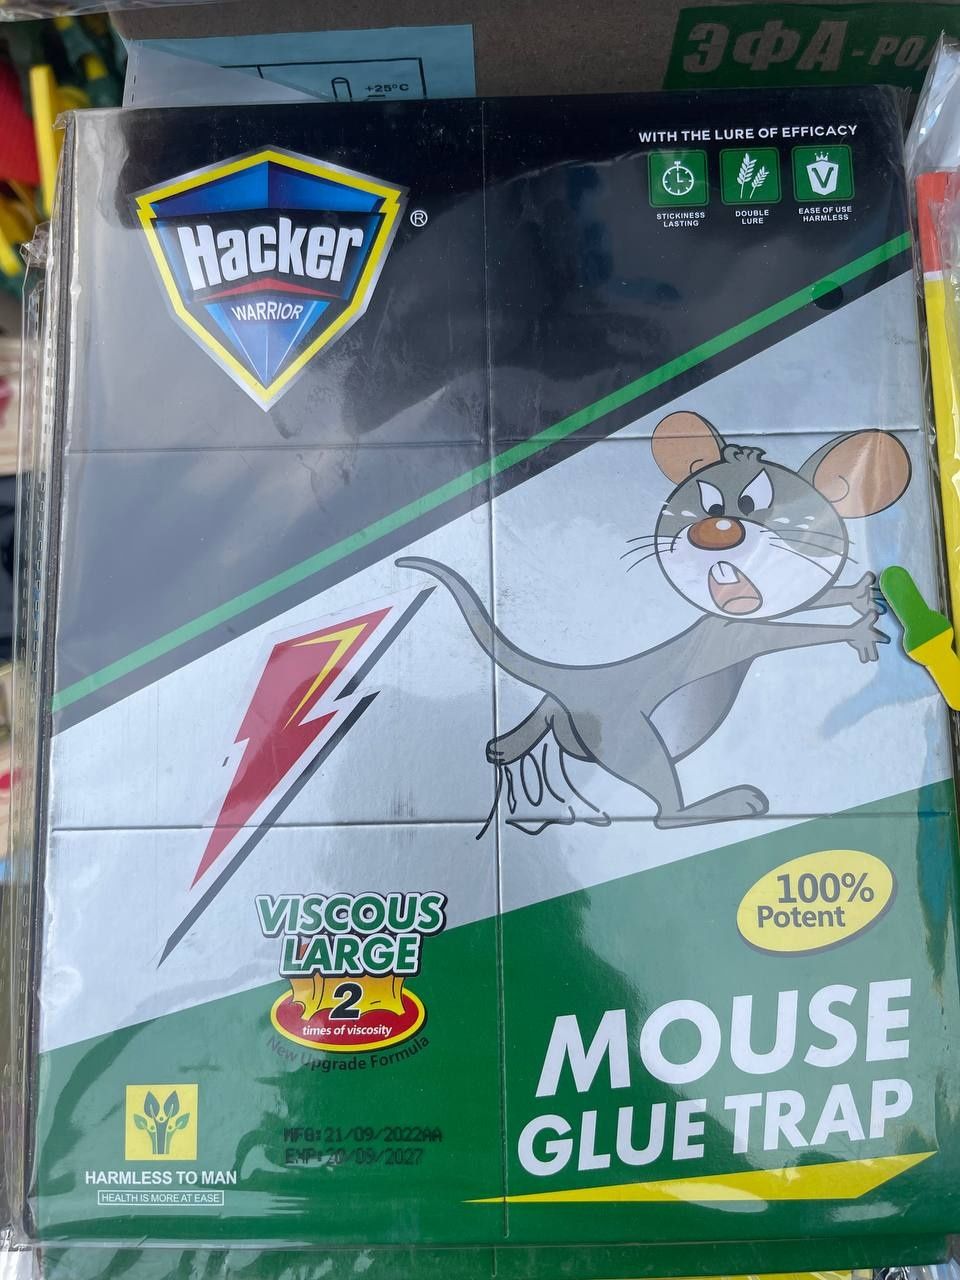 ЭФА-РОД
+25°C
WITH THE LURE OF EFFICACY
STICKINESS
LASTING
DOUBLE
LURE
V
EASE OF USE
HARMLESS
Hacker
®
WARRIOR
100%
Potent
VISCOUS
LARGE
2
times of viscosity
New Upgrade Formula
MOUSE
GLUE TRAP
MFG:21/09/2022AA
EXP:20/09/2027
HARMLESS TO MAN
HEALTH IS MORE AT EASE